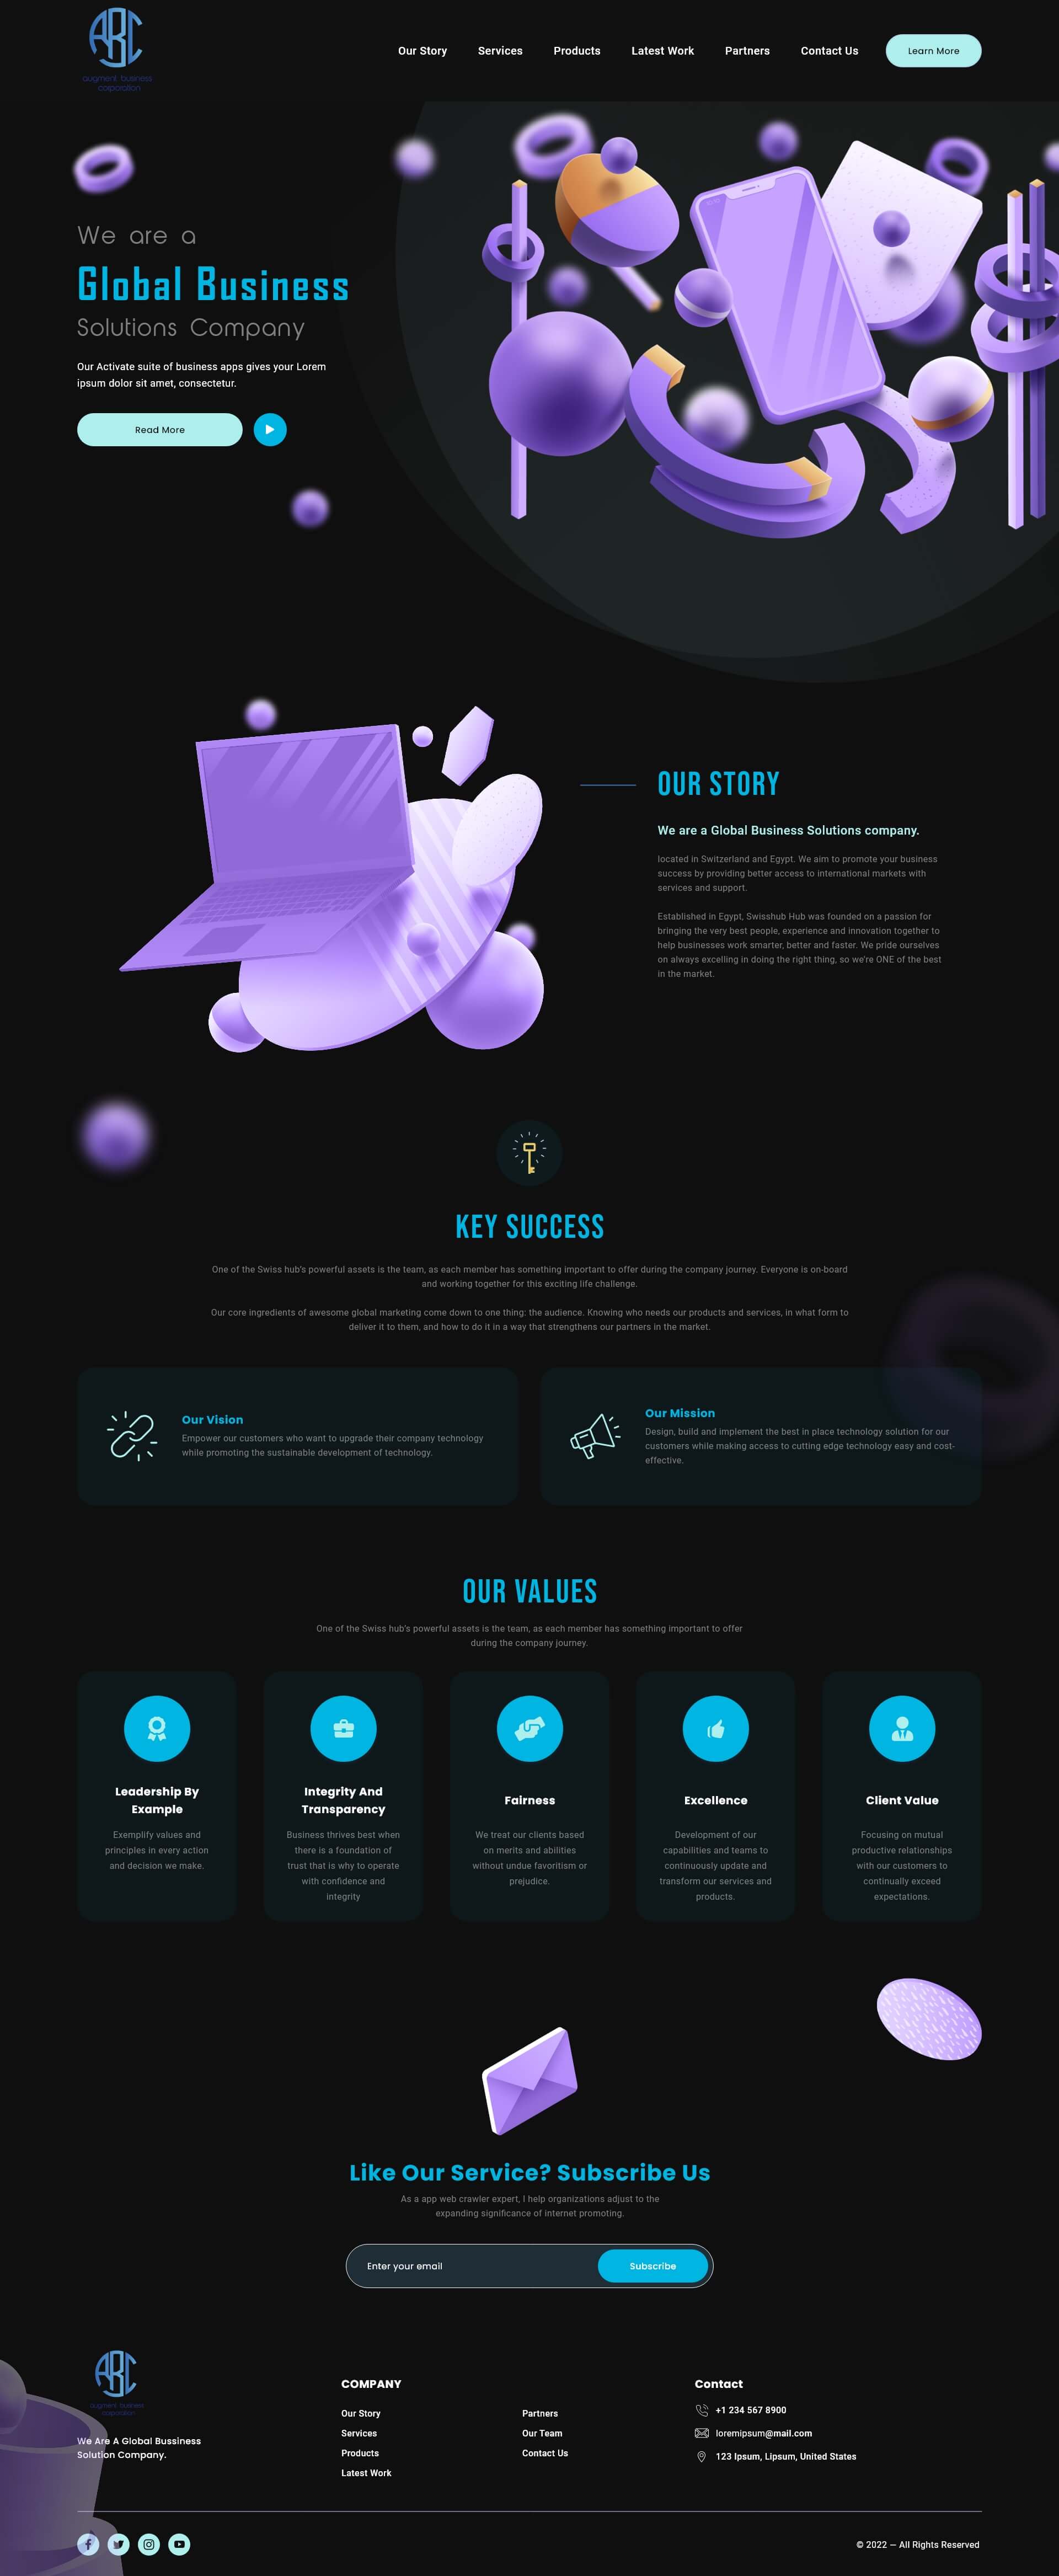 ABC
augment business
corporation
Our Story
Services
Products
Latest Work
Partners
Contact Us
Learn More
We are a
Global Business
Solutions Company
Our Activate suite of business apps gives your Lorem
ipsum dolor sit amet, consectetur.
Read More
OUR STORY
We are a Global Business Solutions company.
located in Switzerland and Egypt. We aim to promote your business
success by providing better access to international markets with
services and support.
Established in Egypt, Swisshub Hub was founded on a passion for
bringing the very best people, experience and innovation together to
help businesses work smarter, better and faster. We pride ourselves
on always excelling in doing the right thing, so we're ONE of the best
in the market.
KEY SUCCESS
One of the Swiss hub's powerful assets is the team, as each member has something important to offer during the company journey. Everyone is on-board
and working together for this exciting life challenge.
Our core ingredients of awesome global marketing come down to one thing: the audience. Knowing who needs our products and services, in what form to
deliver it to them, and how to do it in a way that strengthens our partners in the market.
Our Vision
Empower our customers who want to upgrade their company technology
while promoting the sustainable development of technology.
Our Mission
Design, build and implement the best in place technology solution for our
customers while making access to cutting edge technology easy and cost-
effective.
OUR VALUES
One of the Swiss hub's powerful assets is the team, as each member has something important to offer
during the company journey.
Leadership By
Example
Exemplify values and
principles in every action
and decision we make.
Integrity And
Transparency
Business thrives best when
there is a foundation of
trust that is why to operate
with confidence and
integrity
Fairness
We treat our clients based
on merits and abilities
without undue favoritism or
prejudice.
Excellence
Development of our
capabilities and teams to
continuously update and
transform our services and
products.
Client Value
Focusing on mutual
productive relationships
with our customers to
continually exceed
expectations.
Like Our Service? Subscribe Us
As a app web crawler expert, I help organizations adjust to the
expanding significance of internet promoting.
Enter your email
Subscribe
ABC
augment business
corporation
We Are A Global Bussiness
Solution Company.
COMPANY
Our Story
Services
Products
Latest Work
Partners
Our Team
Contact Us
Contact
+1 234 567 8900
loremipsum@mail.com
123 Ipsum, Lipsum, United States
© 2022 — All Rights Reserved